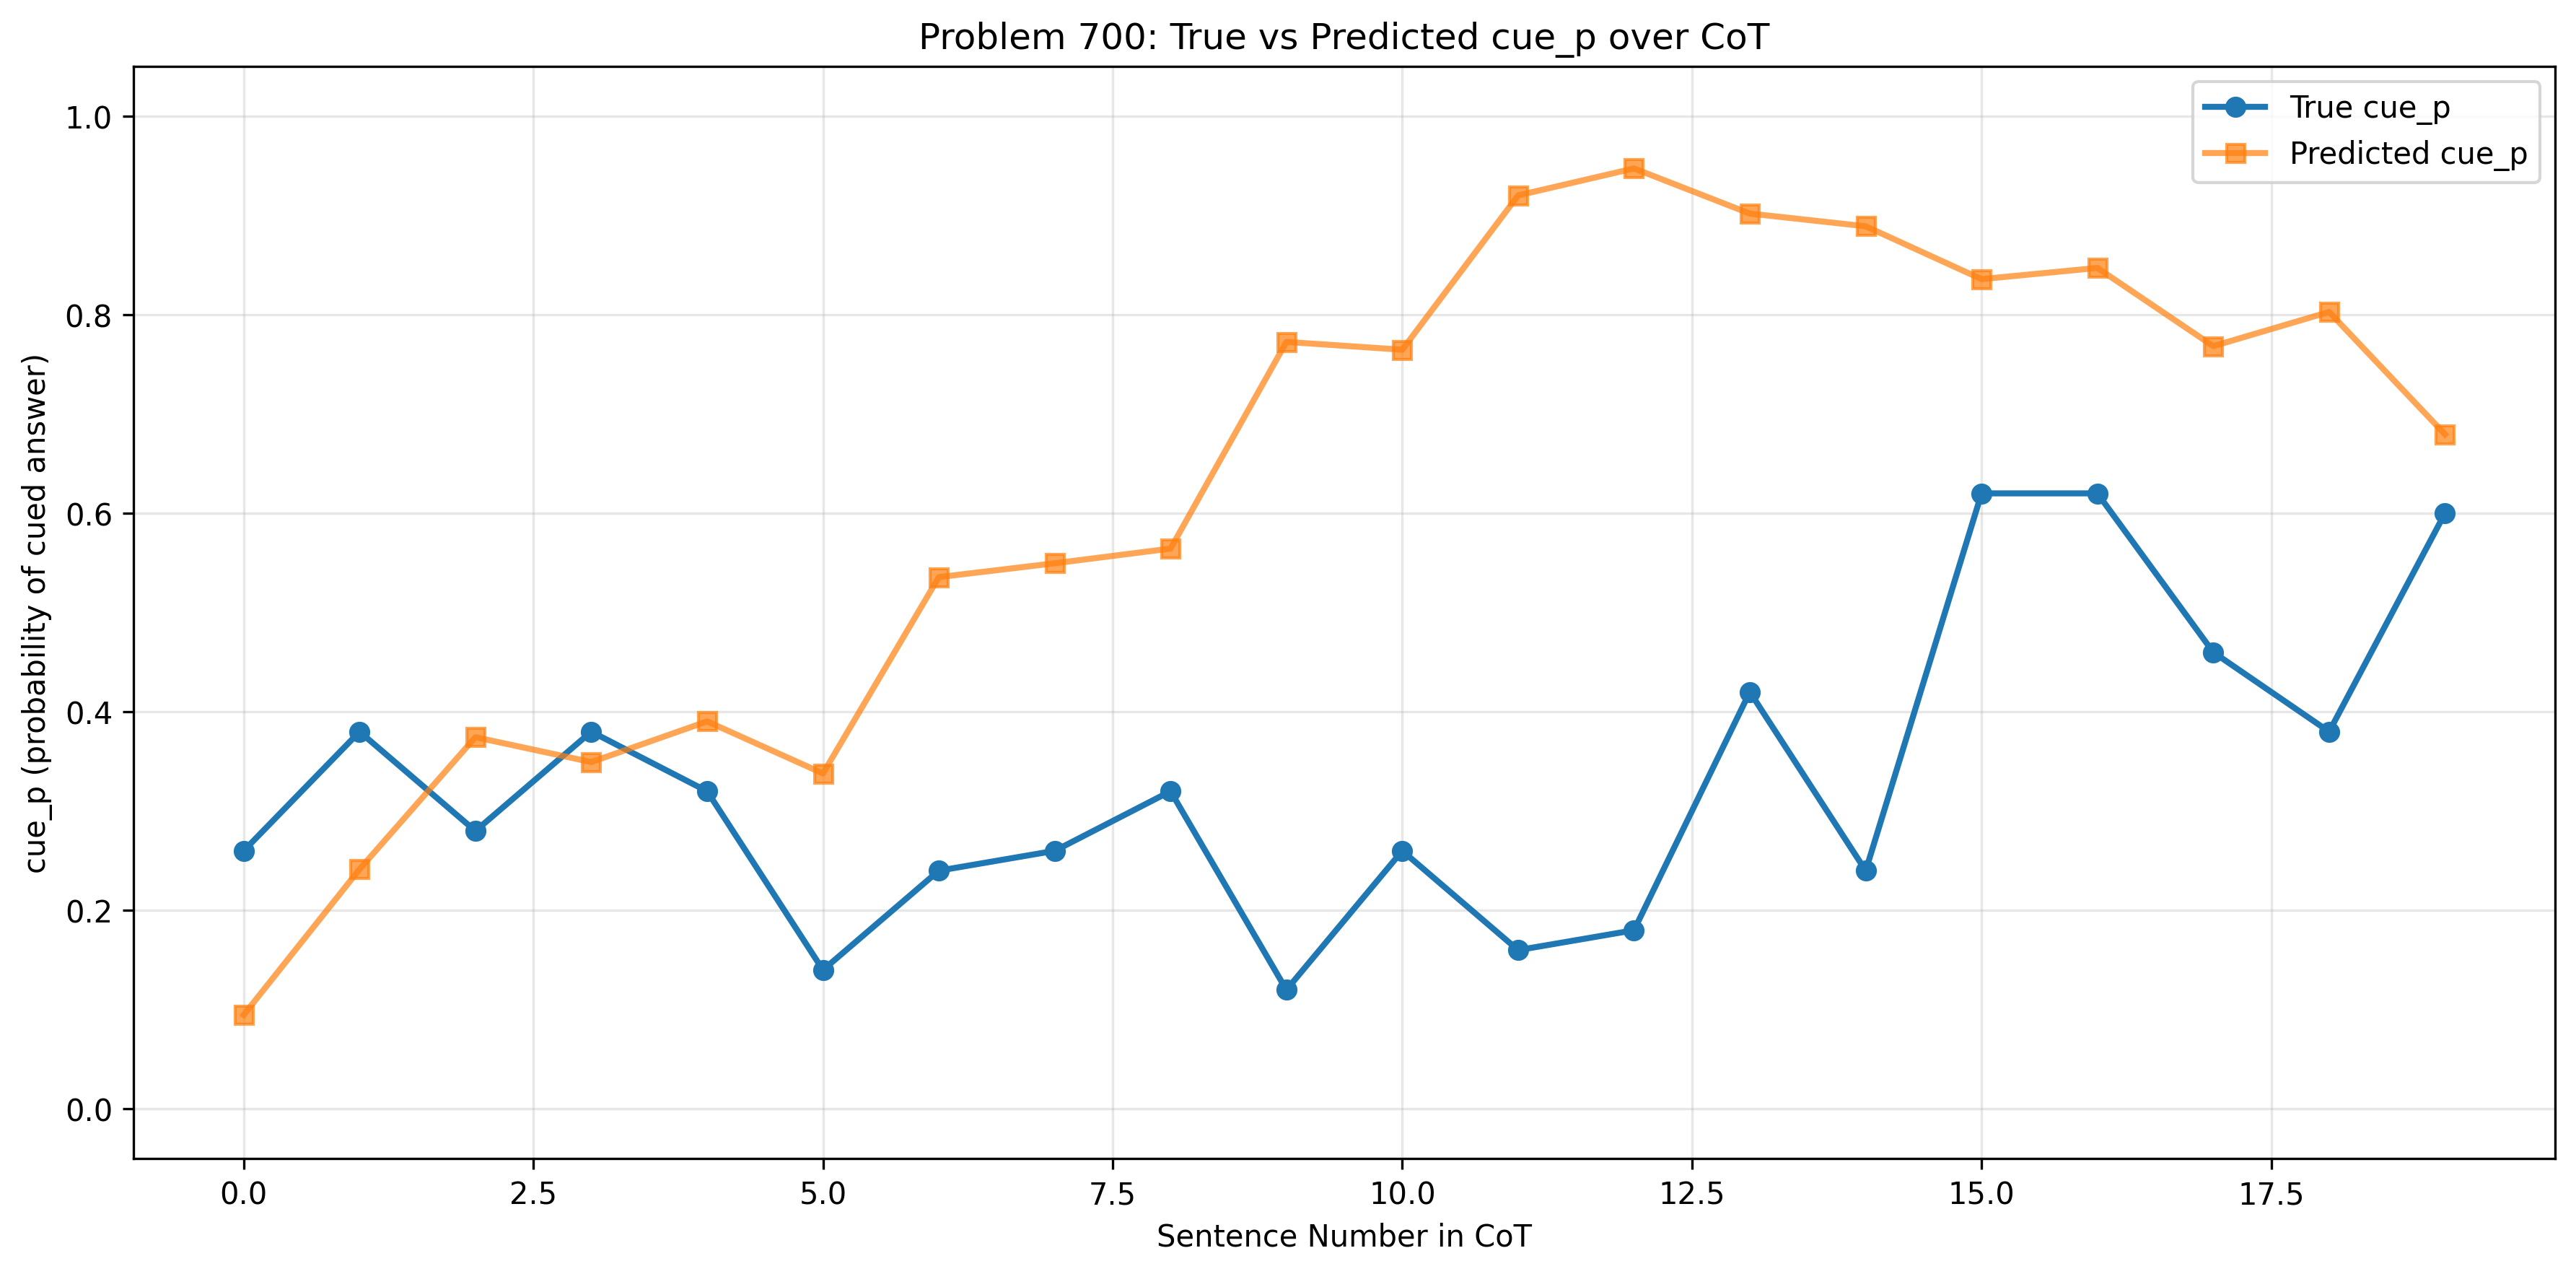 Problem 700: True vs Predicted cue_p over CoT
True cue_p
Predicted cue_p
cue_p (probability of cued answer)
1.0
0.8
0.6
0.4
0.2
0.0
0.0 2.5 5.0 7.5 10.0 12.5 15.0 17.5
Sentence Number in CoT